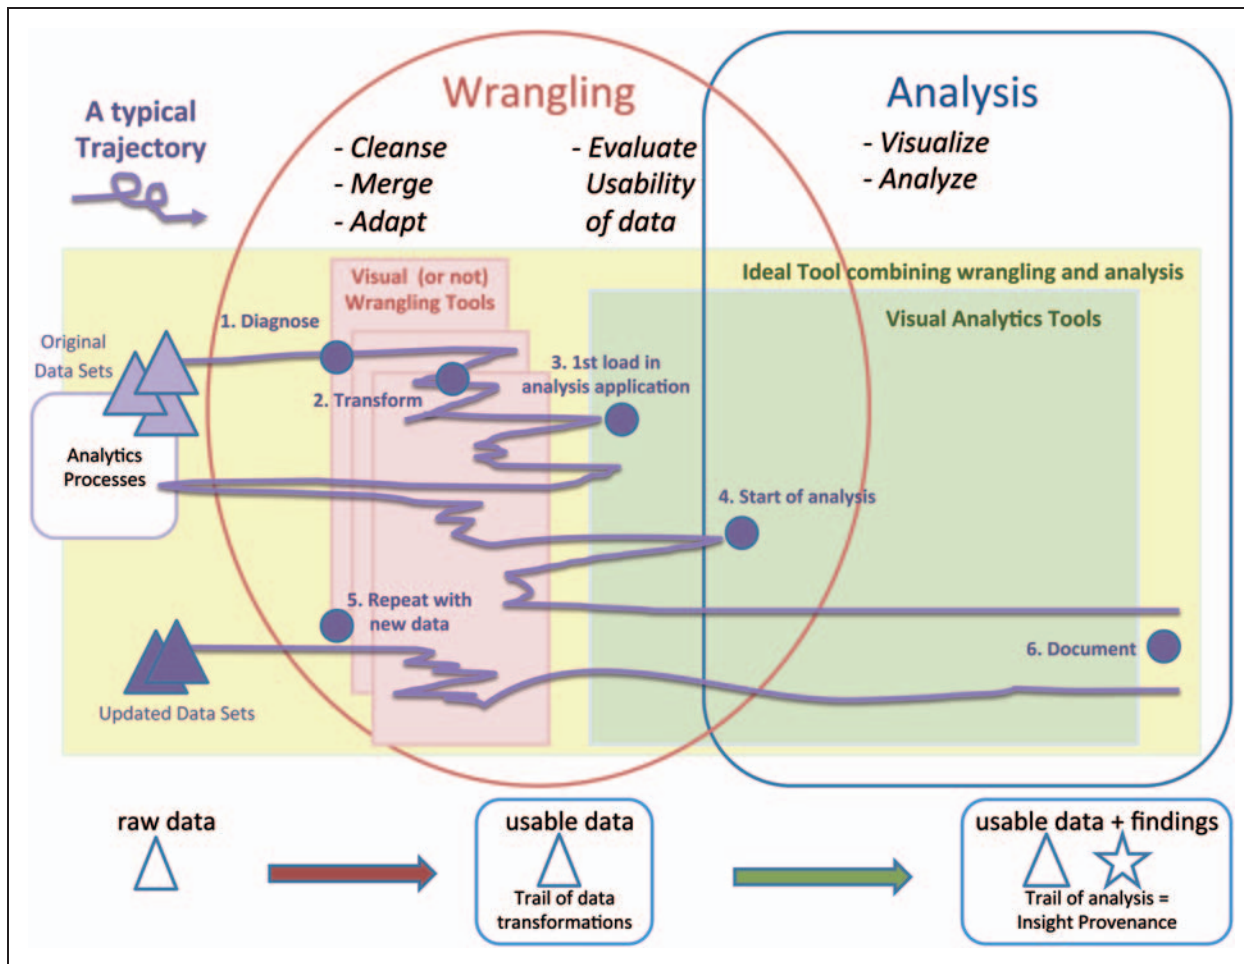 Wrangling
Analysis
A typical
Trajectory
- Cleanse
- Merge
- Adapt
- Evaluate
Usability
of data
- Visualize
- Analyze
Ideal Tool combining wrangling and analysis
Visual (or not)
Wrangling Tools
Visual Analytics Tools
1. Diagnose
Original
Data Sets
3. 1st load in
analysis application
2. Transform
Analytics
Processes
4. Start of analysis
5. Repeat with
new data
6. Document
Updated Data Sets
raw data
usable data
Trail of data
transformations
usable data + findings
Trail of analysis =
Insight Provenance